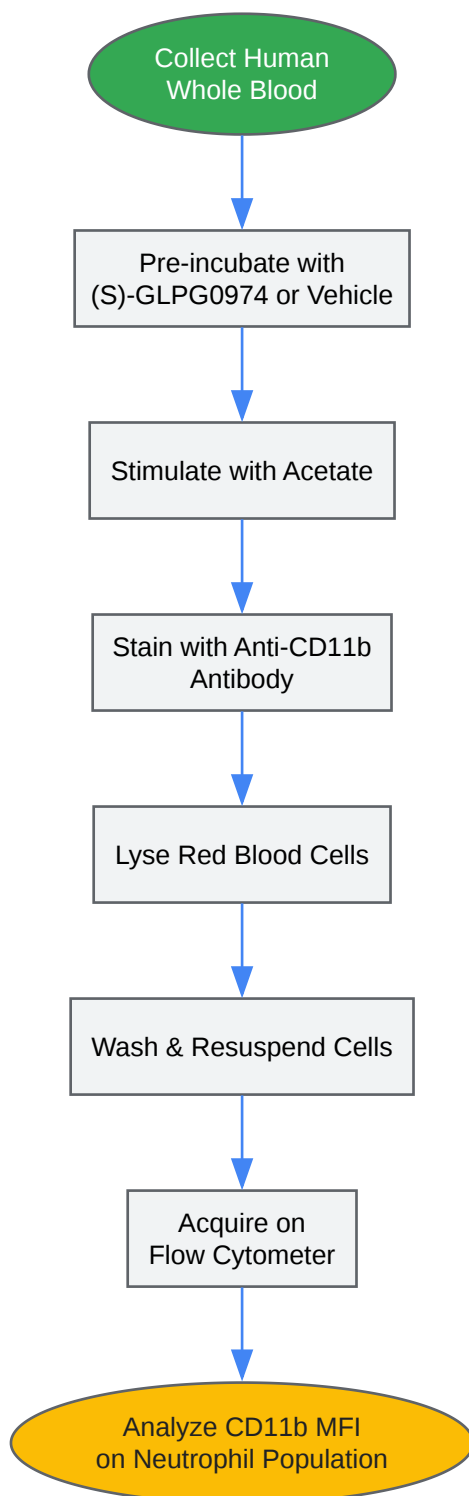 Collect Human
Whole Blood
Pre-incubate with
(S)-GLPG0974 or Vehicle
Stimulate with Acetate
Stain with Anti-CD11b
Antibody
Lyse Red Blood Cells
Wash & Resuspend Cells
Acquire on
Flow Cytometer
Analyze CD11b MFI
on Neutrophil Population